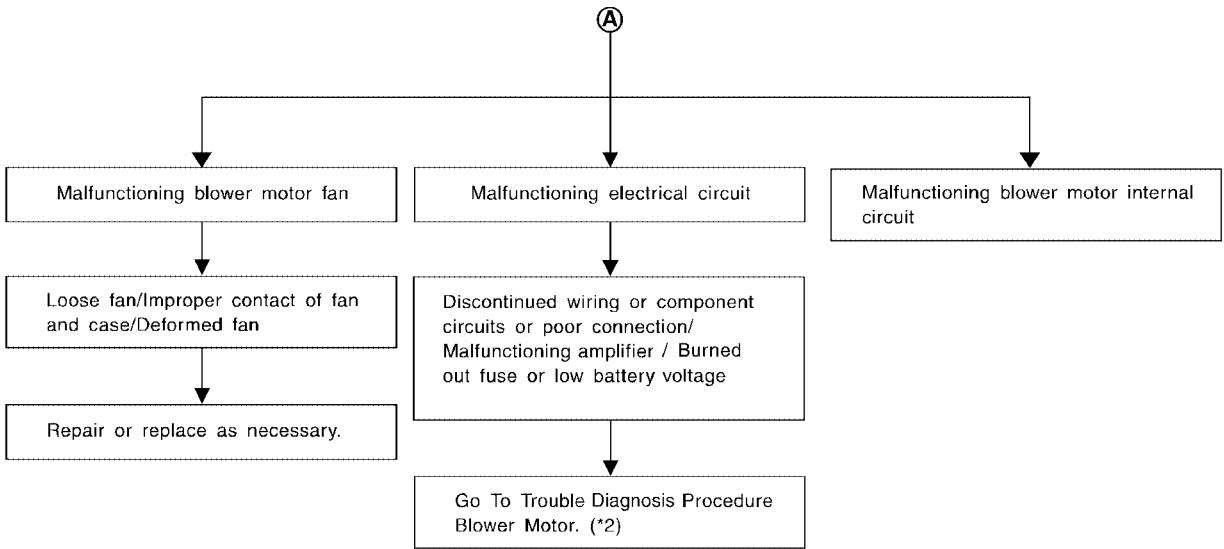 A
Malfunctioning blower motor fan
Malfunctioning electrical circuit
Malfunctioning blower motor internal
circuit
Loose fan/Improper contact of fan
and case/Deformed fan
Discontinued wiring or component
circuits or poor connection/
Malfunctioning amplifier / Burned
out fuse or low battery voltage
Repair or replace as necessary.
Go To Trouble Diagnosis Procedure
Blower Motor. (*2)